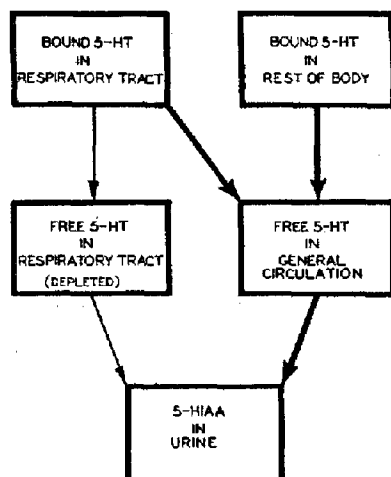 BOUND 5-HT
IN
RESPIRATORY TRACT
BOUND 5-HT
IN
REST OF BODY
FREE 5-HT
IN
RESPIRATORY TRACT
(DEPLETED)
FREE 5-HT
IN
GENERAL
CIRCULATION
5-HIAA
IN
URINE